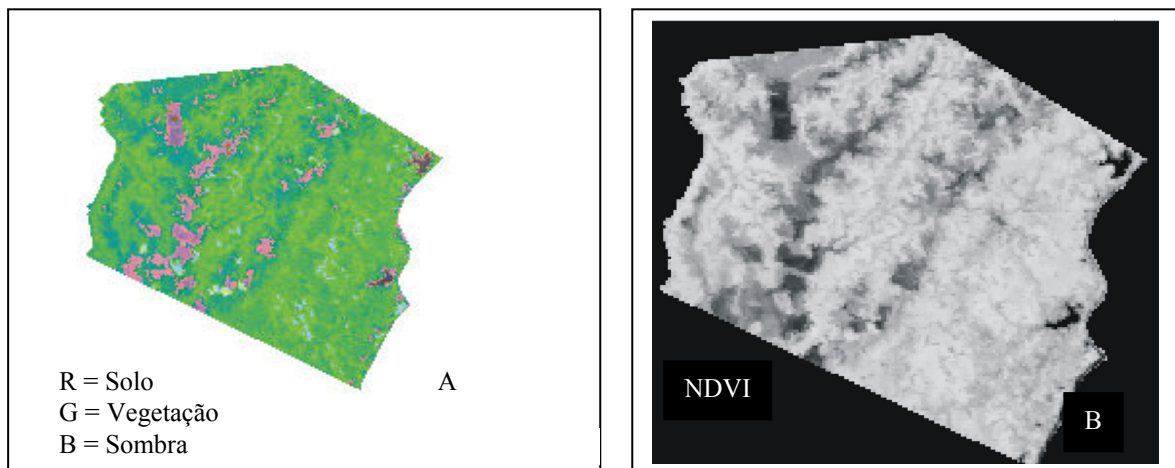 R = Solo
A
G = Vegetação
B = Sombra
NDVI
B